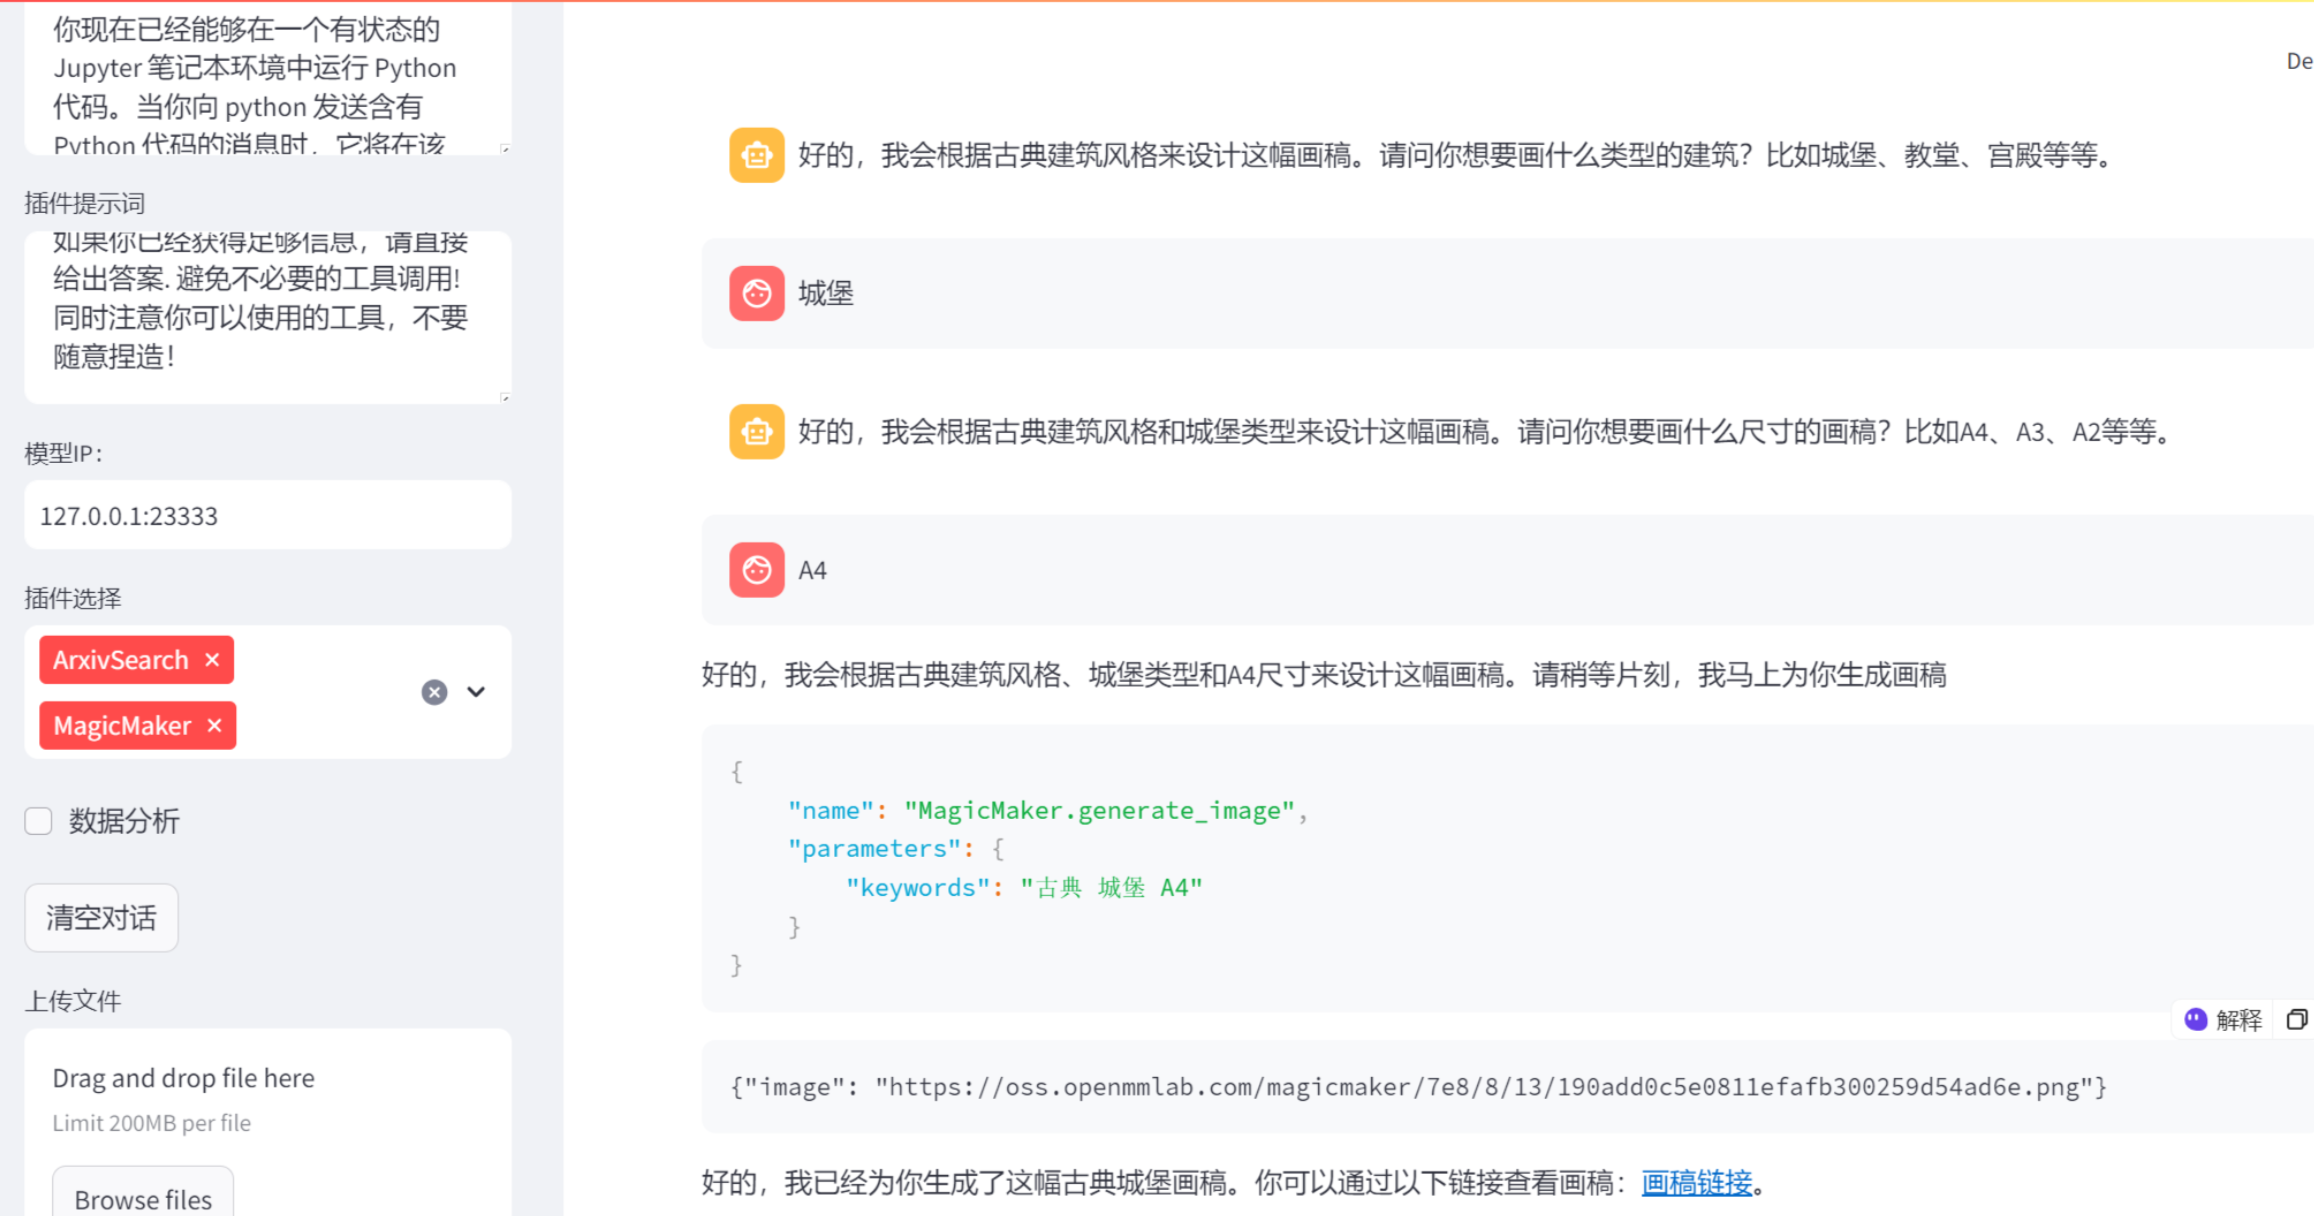 你现在已经能够在一个有状态的
Jupyter 笔记本环境中运行 Python
代码。当你向 python 发送含有
Python 代码的消息时，它将在该
插件提示词
如果你已经获得足够信息，请直接
给出答案. 避免不必要的工具调用!
同时注意你可以使用的工具，不要
随意捏造！
模型IP：
127.0.0.1:23333
插件选择
ArxivSearch ×
MagicMaker ×
数据分析
清空对话
上传文件
Drag and drop file here
Limit 200MB per file
Browse files
De
好的，我会根据古典建筑风格来设计这幅画稿。请问你想要画什么类型的建筑？比如城堡、教堂、宫殿等等。
城堡
好的，我会根据古典建筑风格和城堡类型来设计这幅画稿。请问你想要画什么尺寸的画稿？比如A4、A3、A2等等。
A4
好的，我会根据古典建筑风格、城堡类型和A4尺寸来设计这幅画稿。请稍等片刻，我马上为你生成画稿
{
"name": "MagicMaker.generate_image",
"parameters": {
"keywords": "古典 城堡 A4"
}
}
解释
{"image": "https://oss.openmmlab.com/magicmaker/7e8/8/13/190add0c5e0811efafb300259d54ad6e.png"}
好的，我已经为你生成了这幅古典城堡画稿。你可以通过以下链接查看画稿：画稿链接。